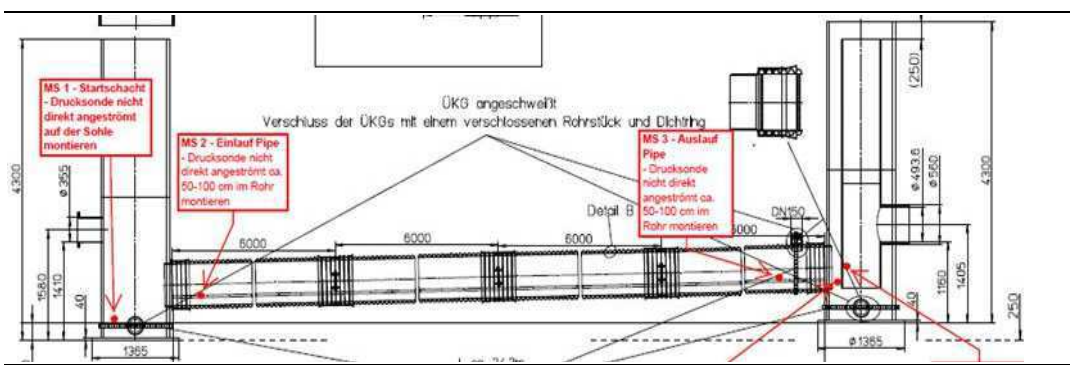 MS 1 - Startschacht
- Drucksonde nicht
direkt angeströmt
auf der Sohle
montieren
MS 2 - Einlauf Pipe
- Drucksonde nicht
direkt angeströmt ca.
50-100 cm im Rohr
montieren
ÜKG angeschweißt
Verschluss der ÜKGs mit einem verschlossenen Rohrstück und Dichtring
MS 3 - Auslauf
Pipe
- Drucksonde
nicht direkt
angeströmt ca.
50-100 cm im
Rohr montieren
Detail B
DN150
4300
ø355
1580
1410
40
1365
6000
6000
6000
6000
(250)
4300
ø493.6
ø560
1160
1405
40
250
ø1365